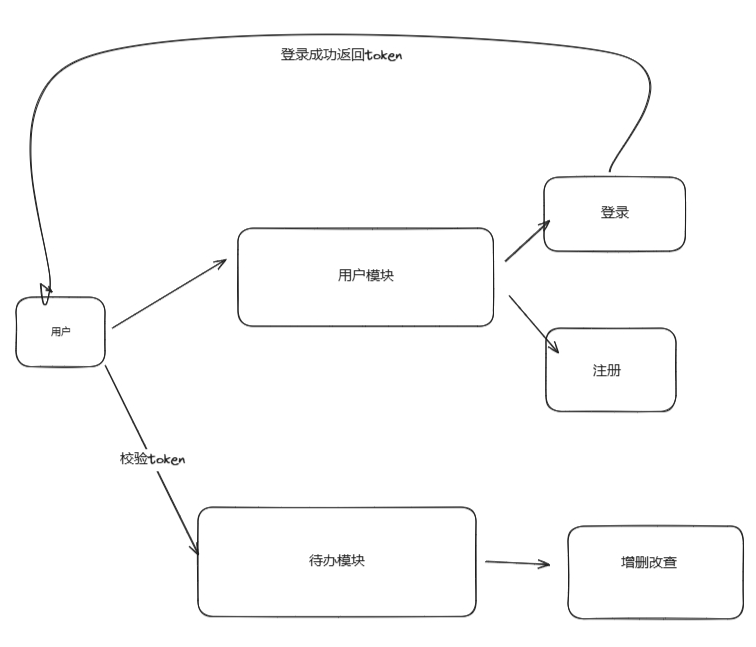 登录成功返回token
登录
用户模块
用户
注册
校验token
待办模块
增删改查